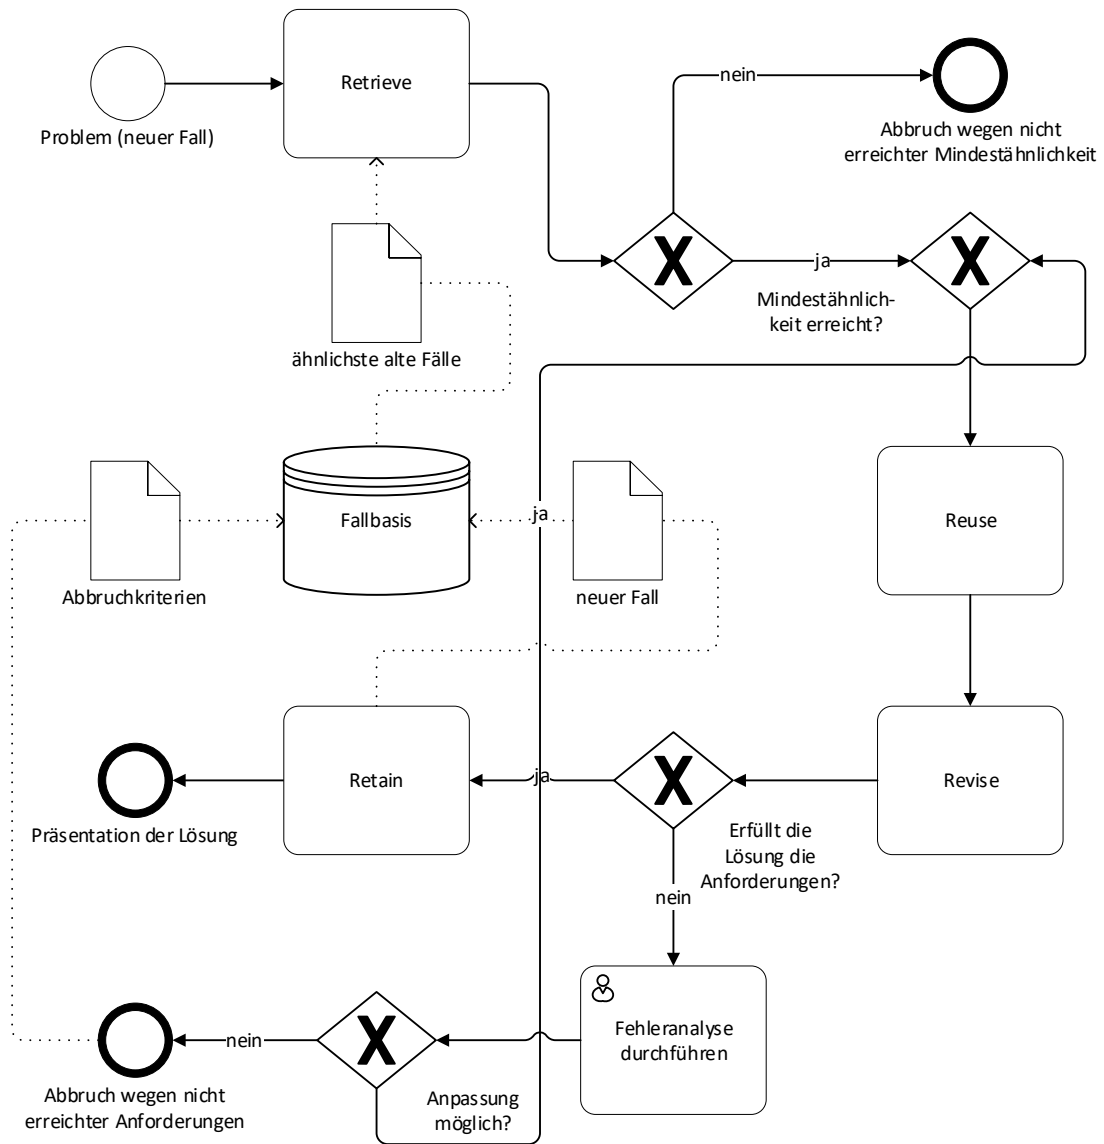 nein
Retrieve
Problem (neuer Fall)
Abbruch wegen nicht
erreichter Mindestähnlichkeit
X
X
ja
Mindestähnlich-
keit erreicht?
ähnlichste alte Fälle
Fallbasis
ja
Reuse
Abbruchkriterien
neuer Fall
Retain
ja
X
Revise
Präsentation der Lösung
Erfüllt die
Lösung die
Anforderungen?
nein
Fehleranalyse
durchführen
nein
X
Abbruch wegen nicht
erreichter Anforderungen
Anpassung
möglich?